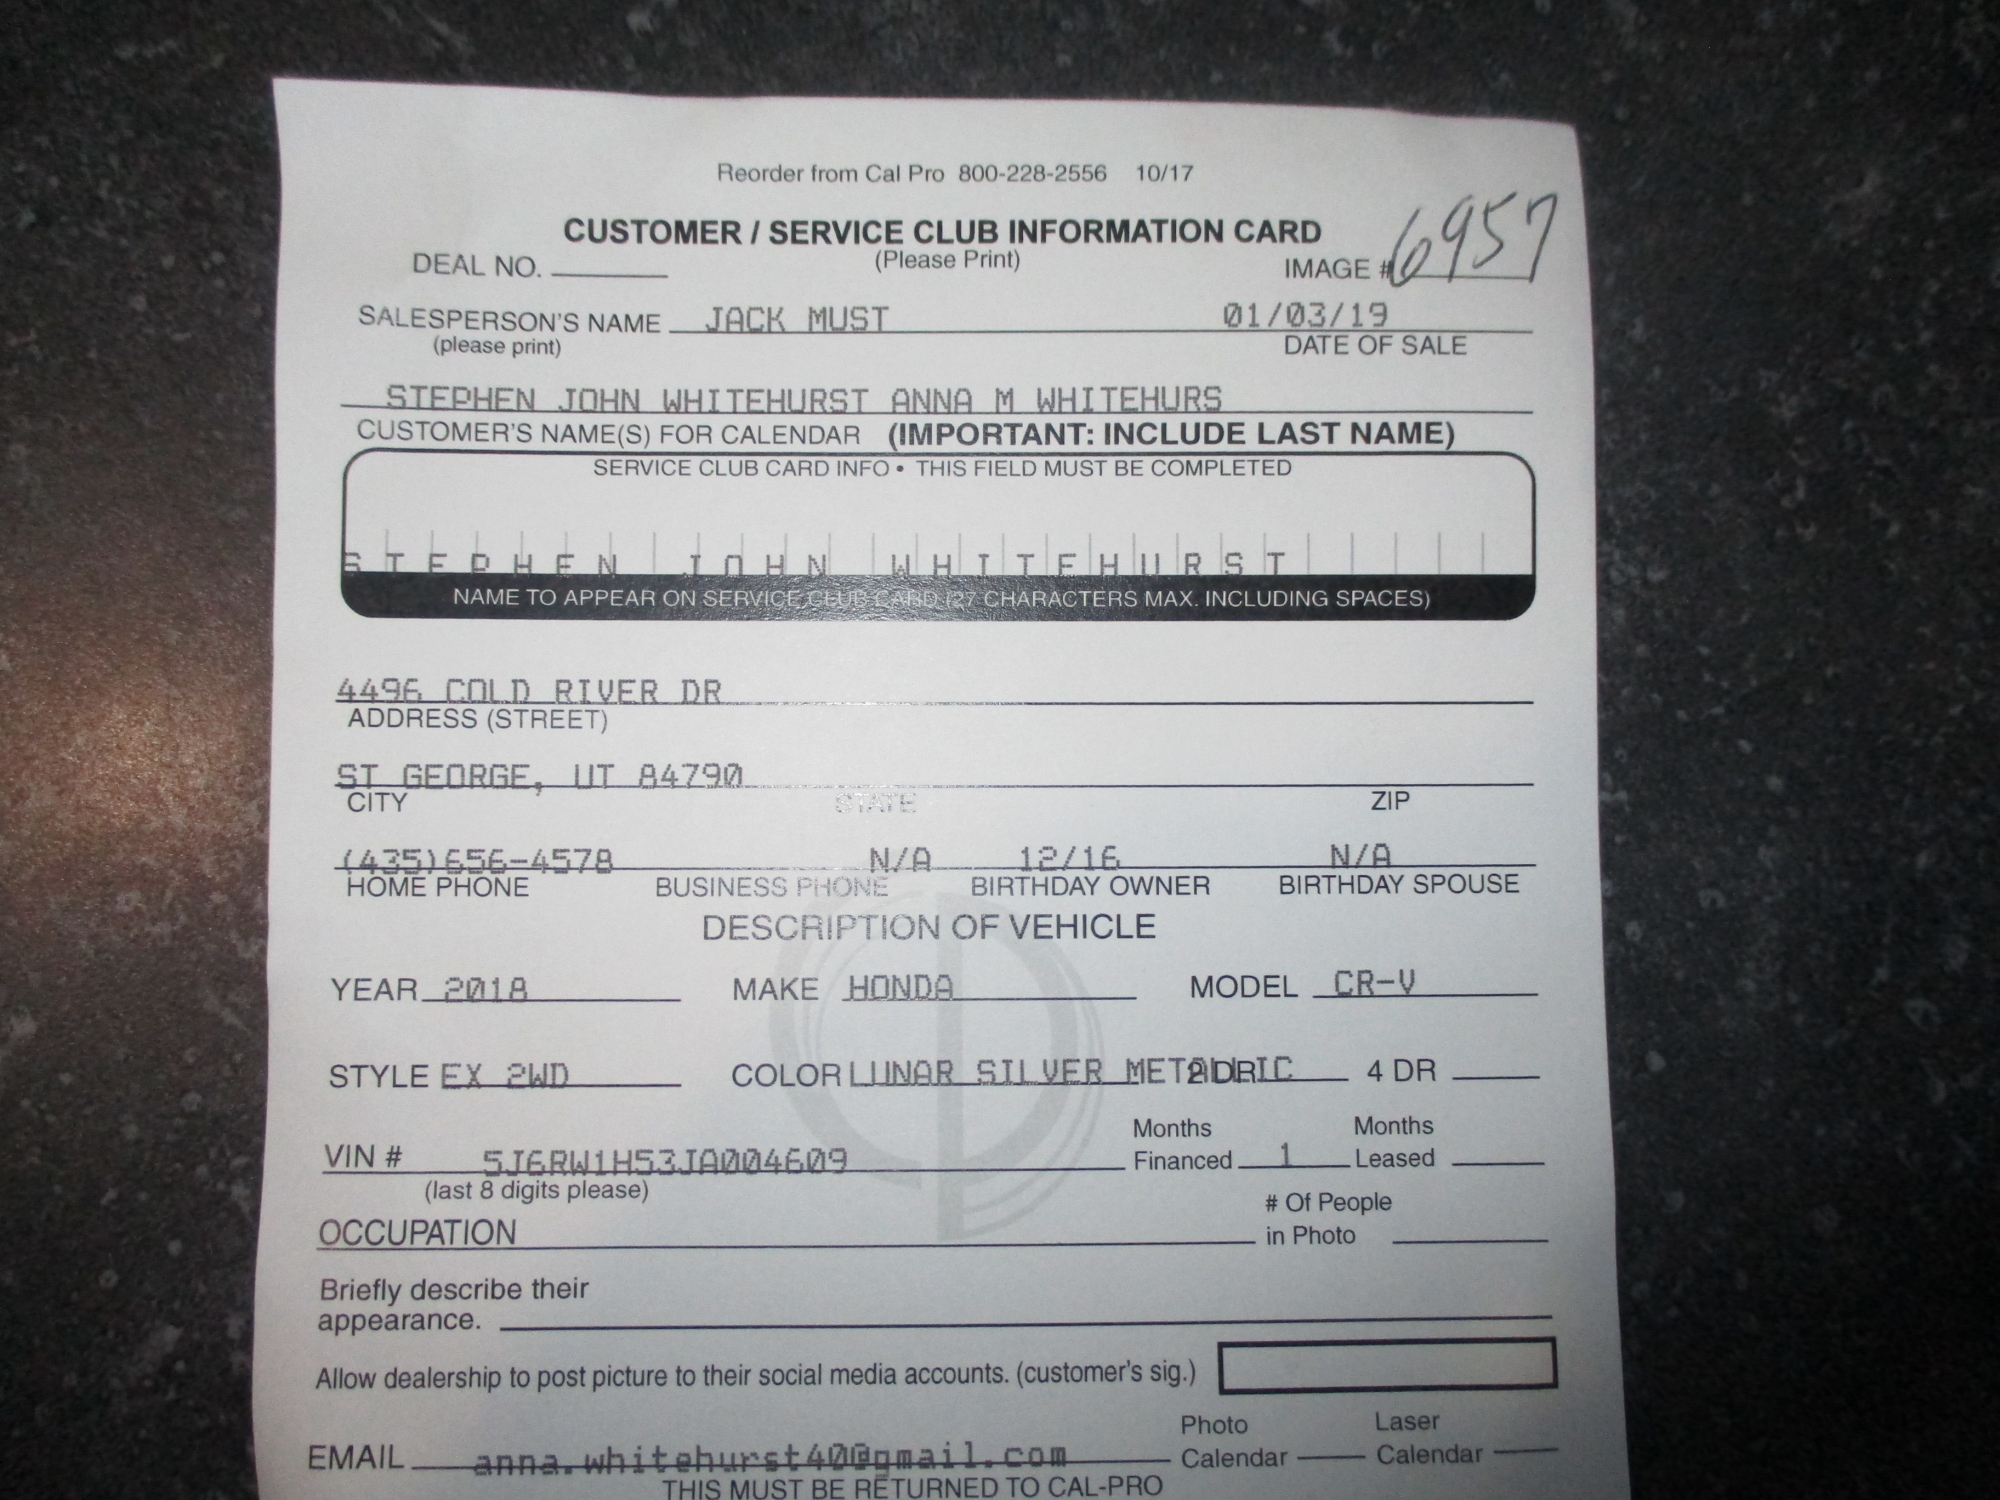 Reorder from Cal Pro 800-228-2556 10/17
CUSTOMER / SERVICE CLUB INFORMATION CARD
DEAL NO. (Please Print) IMAGE # 6957
SALESPERSON'S NAME JACK MUST 01/03/19
(please print) DATE OF SALE
STEPHEN JOHN WHITEHURST ANNA M WHITEHURS
CUSTOMER'S NAME(S) FOR CALENDAR (IMPORTANT: INCLUDE LAST NAME)
SERVICE CLUB CARD INFO • THIS FIELD MUST BE COMPLETED
STEPHEN JOHN WHITEHURST
NAME TO APPEAR ON SERVICE CLUB CARD (27 CHARACTERS MAX. INCLUDING SPACES)
4496 COLD RIVER DR
ADDRESS (STREET)
ST GEORGE, UT 84790
CITY STATE ZIP
(435)656-4578 N/A 12/16 N/A
HOME PHONE BUSINESS PHONE BIRTHDAY OWNER BIRTHDAY SPOUSE
DESCRIPTION OF VEHICLE
YEAR 2018 MAKE HONDA MODEL CR-V
STYLE EX 2WD COLOR LUNAR SILVER METALLIC 2 DR 4 DR
Months Months
VIN # 5J6RW1H53JA004609 Financed 1 Leased
(last 8 digits please)
# Of People
OCCUPATION in Photo
Briefly describe their
appearance.
Allow dealership to post picture to their social media accounts. (customer's sig.)
Photo Laser
EMAIL anna.whitehurst40@gmail.com Calendar Calendar
THIS MUST BE RETURNED TO CAL-PRO